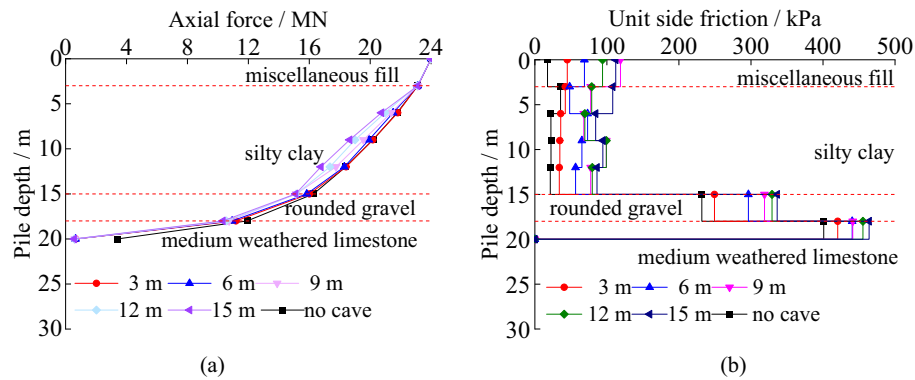 Axial force / MN
0 4 8 12 16 20 24
0
5
10
15
20
25
30
Pile depth / m
miscellaneous fill
silty clay
rounded gravel
medium weathered limestone
3 m 6 m 9 m
12 m 15 m no cave
(a)
Unit side friction / kPa
0 100 200 300 400 500
0
5
10
15
20
25
30
Pile depth / m
miscellaneous fill
silty clay
rounded gravel
medium weathered limestone
3 m 6 m 9 m
12 m 15 m no cave
(b)